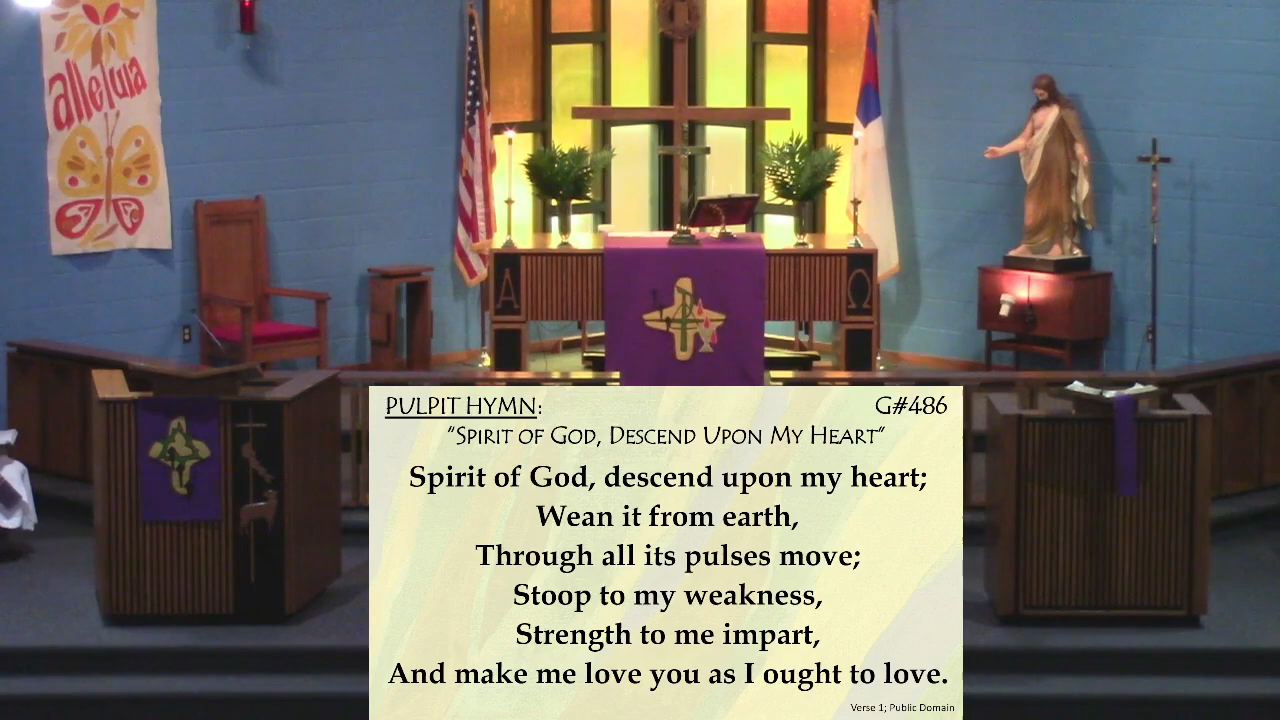 alleluia
Α
Ω
PULPIT HYMN: G#486
"SPIRIT OF GOD, DESCEND UPON MY HEART"
Spirit of God, descend upon my heart;
Wean it from earth,
Through all its pulses move;
Stoop to my weakness,
Strength to me impart,
And make me love you as I ought to love.
Verse 1; Public Domain